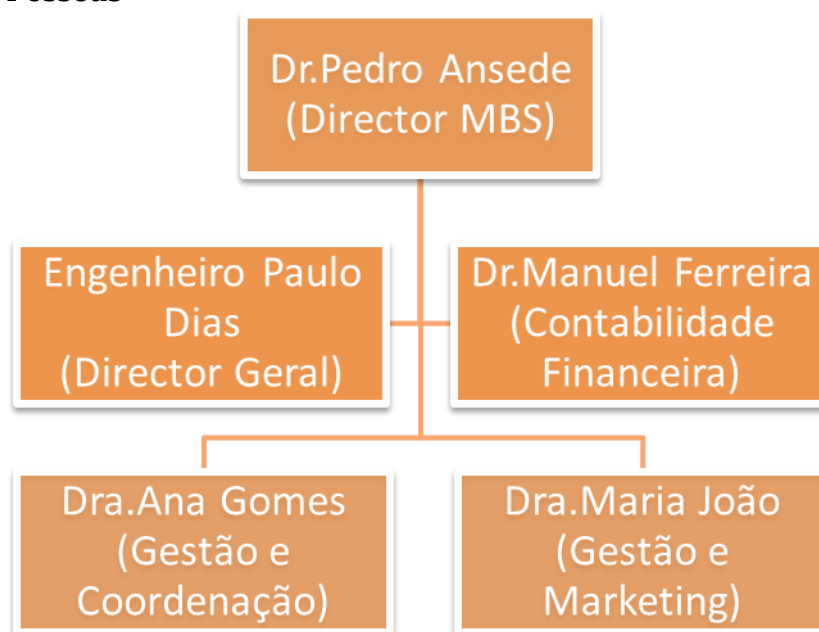 Dr.Pedro Ansede
(Director MBS)
Engenheiro Paulo
Dias
(Director Geral)
Dr.Manuel Ferreira
(Contabilidade
Financeira)
Dra.Ana Gomes
(Gestão e
Coordenação)
Dra.Maria João
(Gestão e
Marketing)